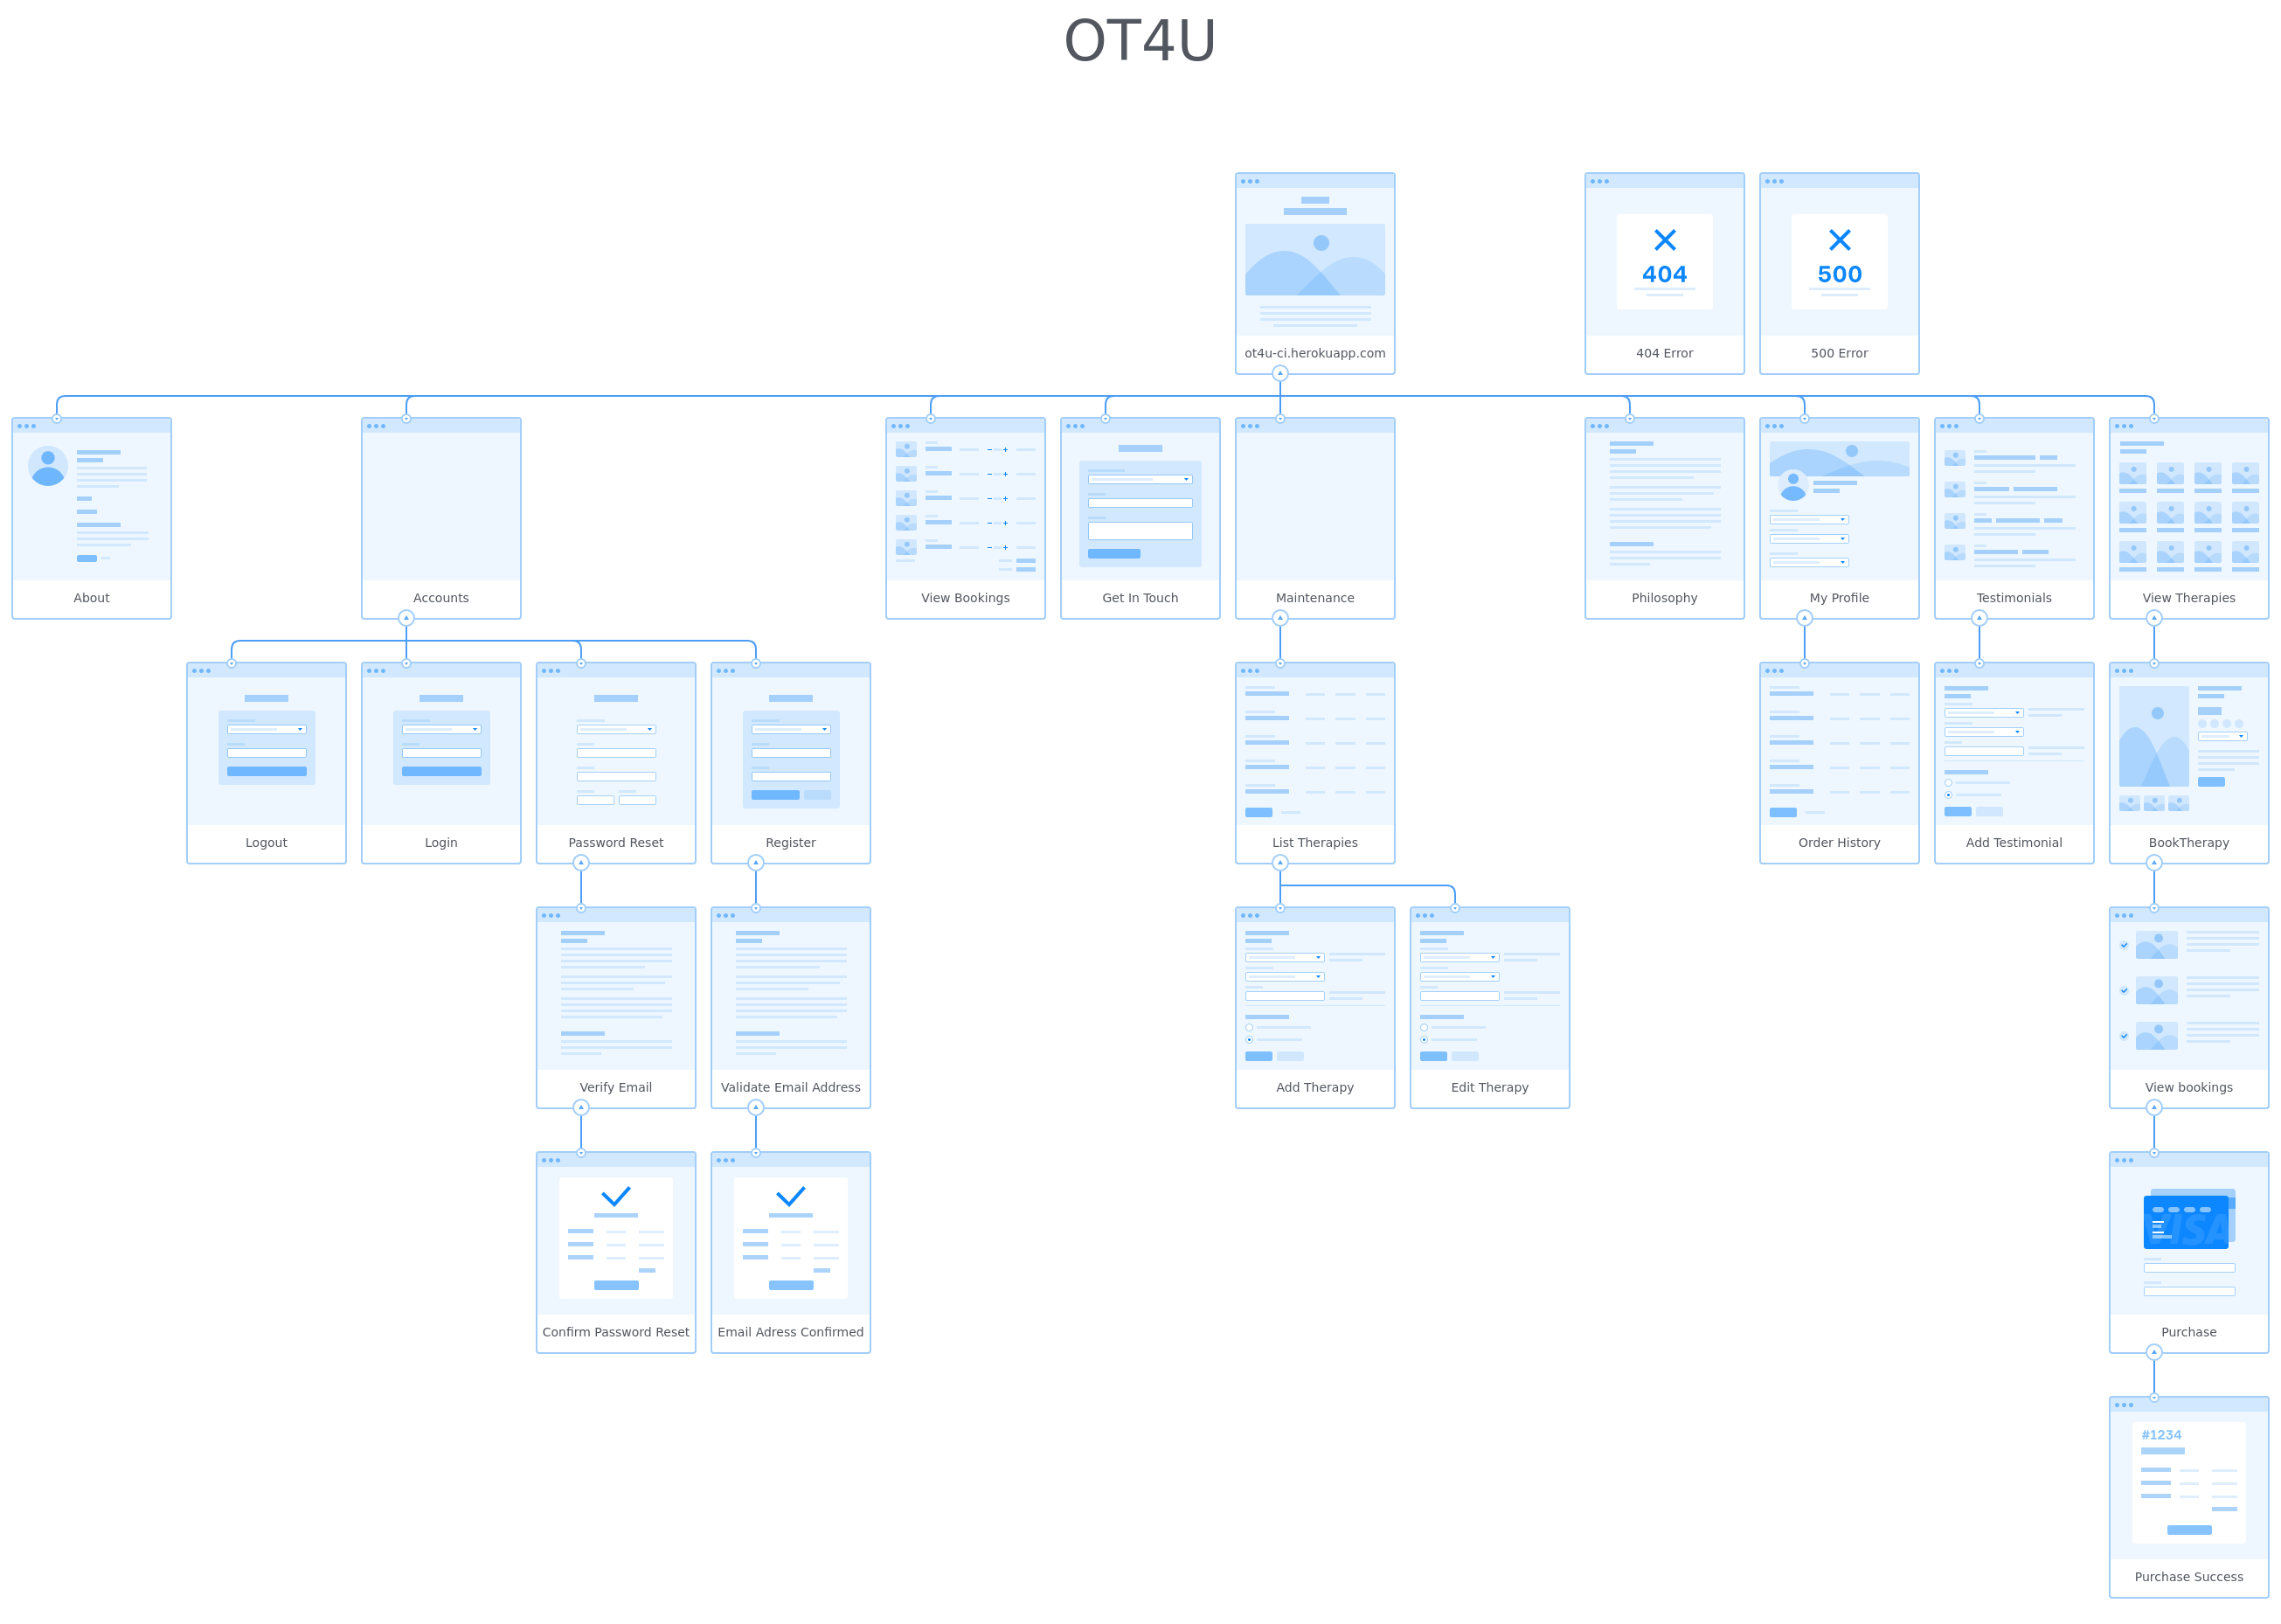 OT4U
404
500
ot4u-ci.herokuapp.com
404 Error
500 Error
About
Accounts
View Bookings
Get In Touch
Maintenance
Philosophy
My Profile
Testimonials
View Therapies
Logout
Login
Password Reset
Register
List Therapies
Order History
Add Testimonial
BookTherapy
Verify Email
Validate Email Address
Add Therapy
Edit Therapy
View bookings
VISA
Confirm Password Reset
Email Adress Confirmed
Purchase
#1234
Purchase Success